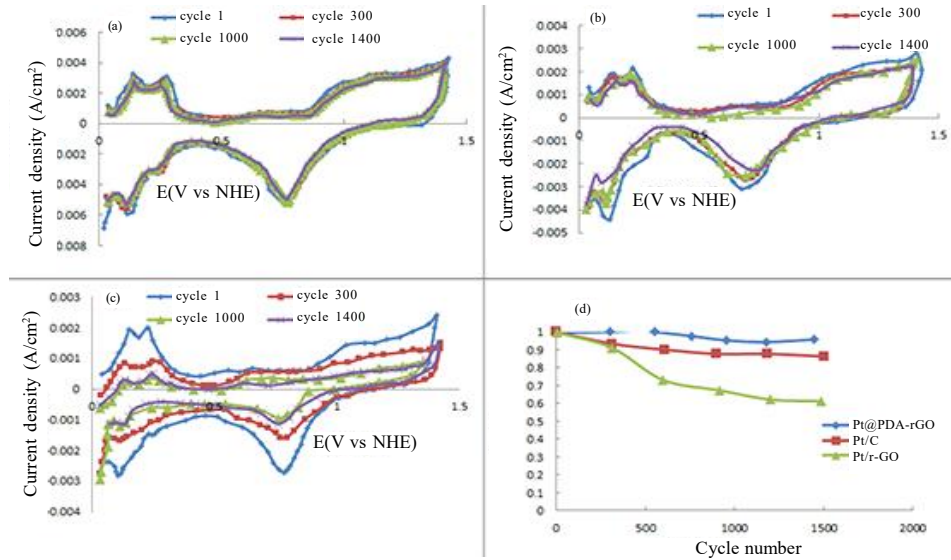 (a)
cycle 1
cycle 300
cycle 1000
cycle 1400
Current density (A/cm²)
0.006
0.004
0.002
0
0.002
0.004
0.006
0.008
0
0.5
1
1.5
E(V vs NHE)
(b)
cycle 1
cycle 300
cycle 1000
cycle 1400
Current density (A/cm²)
0.004
0.003
0.002
0.001
0
-0.001
-0.002
-0.003
-0.004
-0.005
0
0.5
1
1.5
E(V vs NHE)
(c)
cycle 1
cycle 300
cycle 1000
cycle 1400
Current density (A/cm²)
0.003
0.002
0.001
0
0.001
0.002
-0.003
0.004
0
0.5
1
1.5
E(V vs NHE)
(d)
1
0.9
0.8
0.7
0.6
0.5
0.4
0.3
0.2
0.1
0
0
500
1000
1500
2000
Pt@PDA-rGO
Pt/C
Pt/r-GO
Cycle number